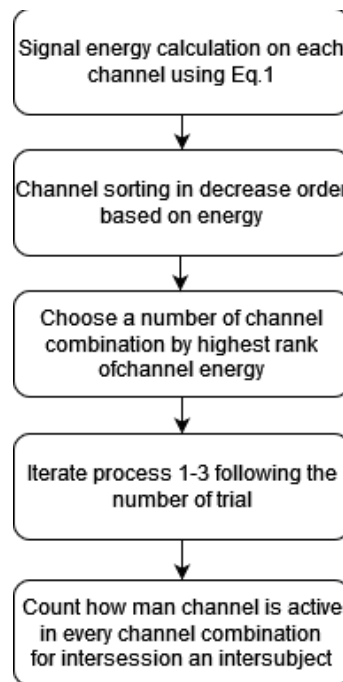 Signal energy calculation on each
channel using Eq.1
Channel sorting in decrease order
based on energy
Choose a number of channel
combination by highest rank
ofchannel energy
Iterate process 1-3 following the
number of trial
Count how man channel is active
in every channel combination
for intersession an intersubject